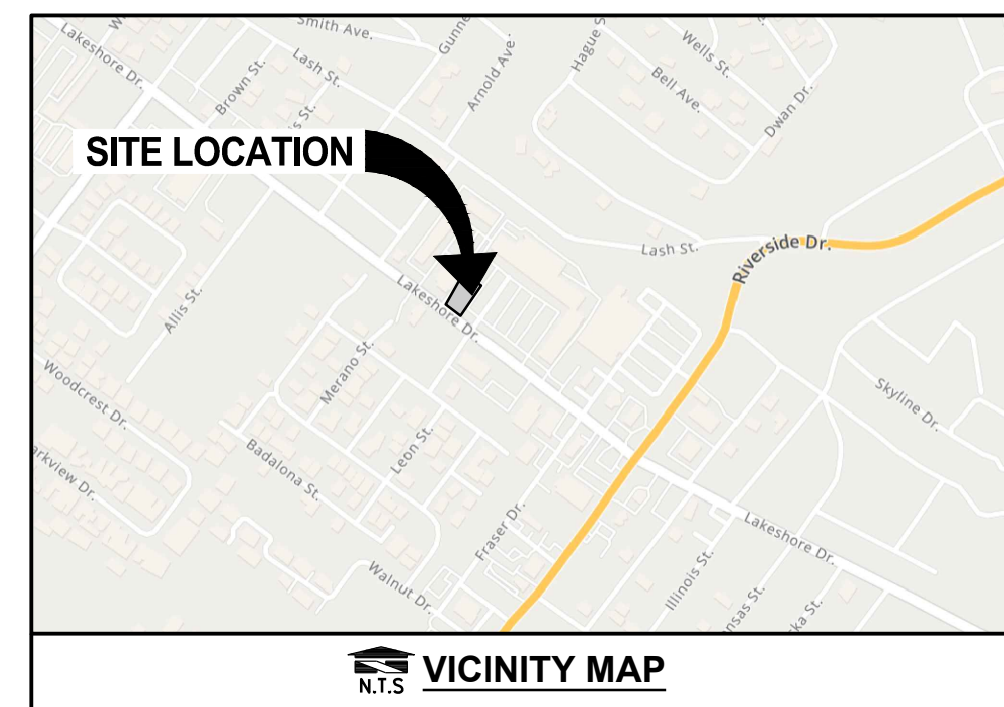 Smith Ave.
Lakeshore Dr.
Lash St.
Arnold Ave.
Wells St.
Bell Ave.
Dwan Dr.
Brown St.
SITE LOCATION
Lash St.
Riverside Dr.
Lakeshore Dr.
Allis St.
Merano St.
Woodcrest Dr.
Skyline Dr.
Leon St.
Badalona St.
Fraser Dr.
Lakeshore Dr.
Walnut Dr.
Illinois St.
N.T.S VICINITY MAP